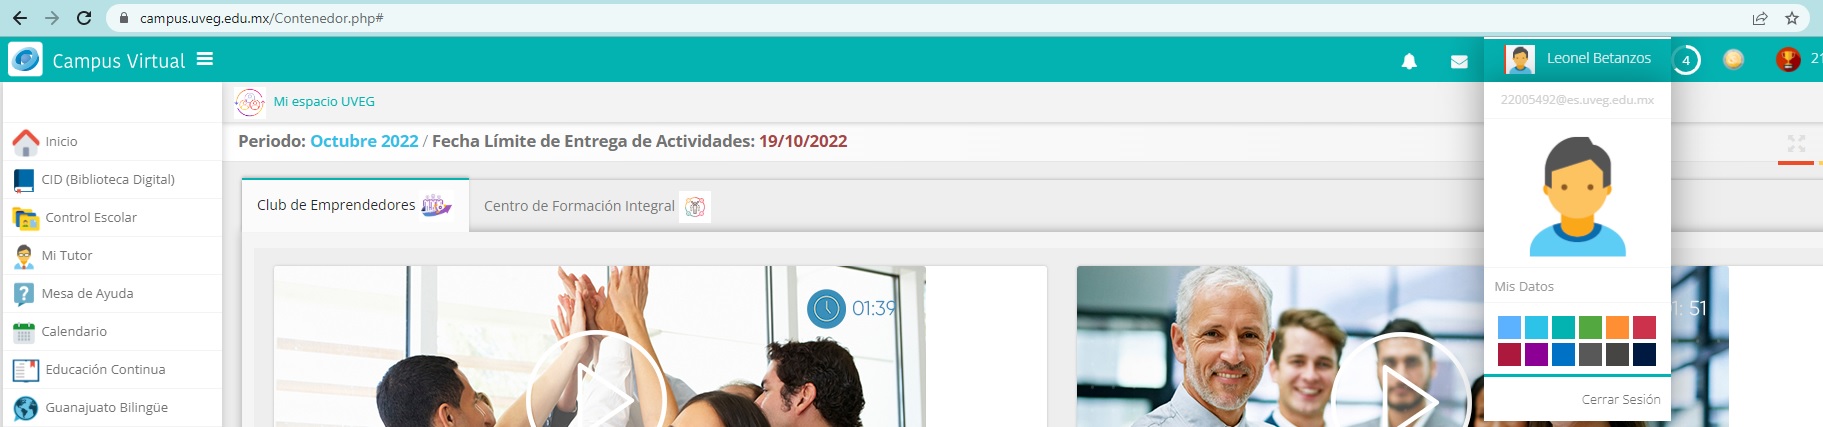 campus.uveg.edu.mx/Contenedor.php#
Campus Virtual
Leonel Betanzos
4
21
22005492@es.uveg.edu.mx
Mi espacio UVEG
Periodo: Octubre 2022 / Fecha Límite de Entrega de Actividades: 19/10/2022
Inicio
CID (Biblioteca Digital)
Control Escolar
Mi Tutor
Mesa de Ayuda
Calendario
Educación Continua
Guanajuato Bilingüe
Club de Emprendedores
Centro de Formación Integral
01:39
: 51
Mis Datos
Cerrar Sesión